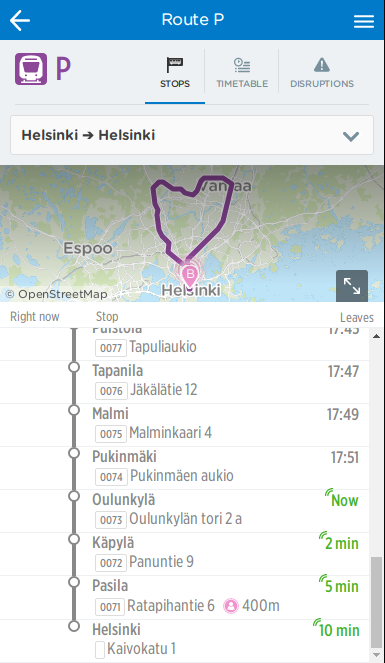 Route P
P
STOPS
TIMETABLE
DISRUPTIONS
Helsinki ➔ Helsinki
Vantaa
Espoo
B
Helsinki
© OpenStreetMap
Right now Stop Leaves
Puistola 17:45
0077 Tapuliaukio
Tapanila 17:47
0076 Jäkälätie 12
Malmi 17:49
0075 Malminkaari 4
Pukinmäki 17:51
0074 Pukinmäen aukio
Oulunkylä Now
0073 Oulunkylän tori 2 a
Käpylä 2 min
0072 Panuntie 9
Pasila 5 min
0071 Ratapihantie 6 400m
Helsinki 10 min
Kaivokatu 1